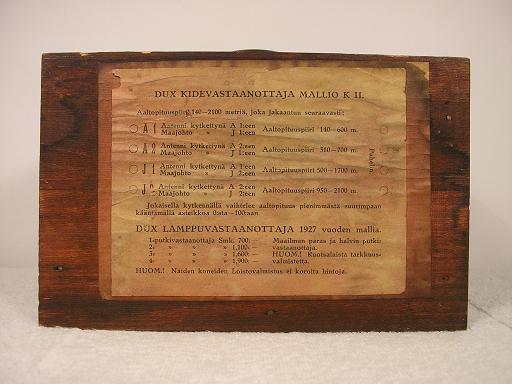 DUX KIDEVASTAANOTTAJA MALLIO K II.
Aaltopituuspiiri 140—2100 metriä, joka jakaantuu seuraavasti:
A 1 Antenni kytkettynä A 1:een Aaltopituuspiiri 140—600 m.
Maajohto » J 1:een
A 2 Antenni kytkettynä A 2:een Aaltopituuspiiri 310—700 m.
Maajohto » J 2:een
J 1 Antenni kytkettynä A 1:een Aaltopituuspiiri 500—1700 m.
Maajohto » J 1:een
J 2 Antenni kytkettynä A 2:een Aaltopituuspiiri 950—2100 m.
Maajohto » J 2:een
Puhelin
Jokaisella kytkennällä vaihtelee aaltopituus pienimmästä suurimpaan
kääntämällä asteikkoa 0:sta—100:taan
DUX LAMPPUVASTAANOTTAJA 1927 vuoden mallia.
1-putkivastaanottaja Smk. 700:—
2- » » » 1,100:—
3- » » » 1,600:—
4- » » » 1,900:—
Maailman paras ja halvin putki-
vastaanottaja.
HUOM.! Ruotsalaista tarkkuus-
valmistetta.
HUOM.! Näiden koneiden Loistovalmistus ei koroita hintoja.